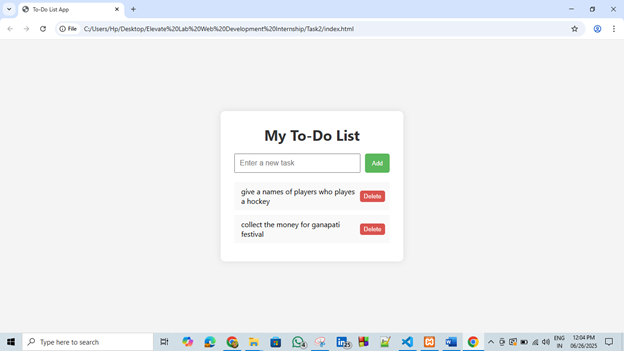 To-Do List App
File
C:/Users/Hp/Desktop/Elevate%20Lab%20Web%20Development%20Internship/Task2/index.html
My To-Do List
Enter a new task
Add
give a names of players who playes
a hockey
Delete
collect the money for ganapati
festival
Delete
Type here to search
ENG
IN
12:04 PM
06/26/2025